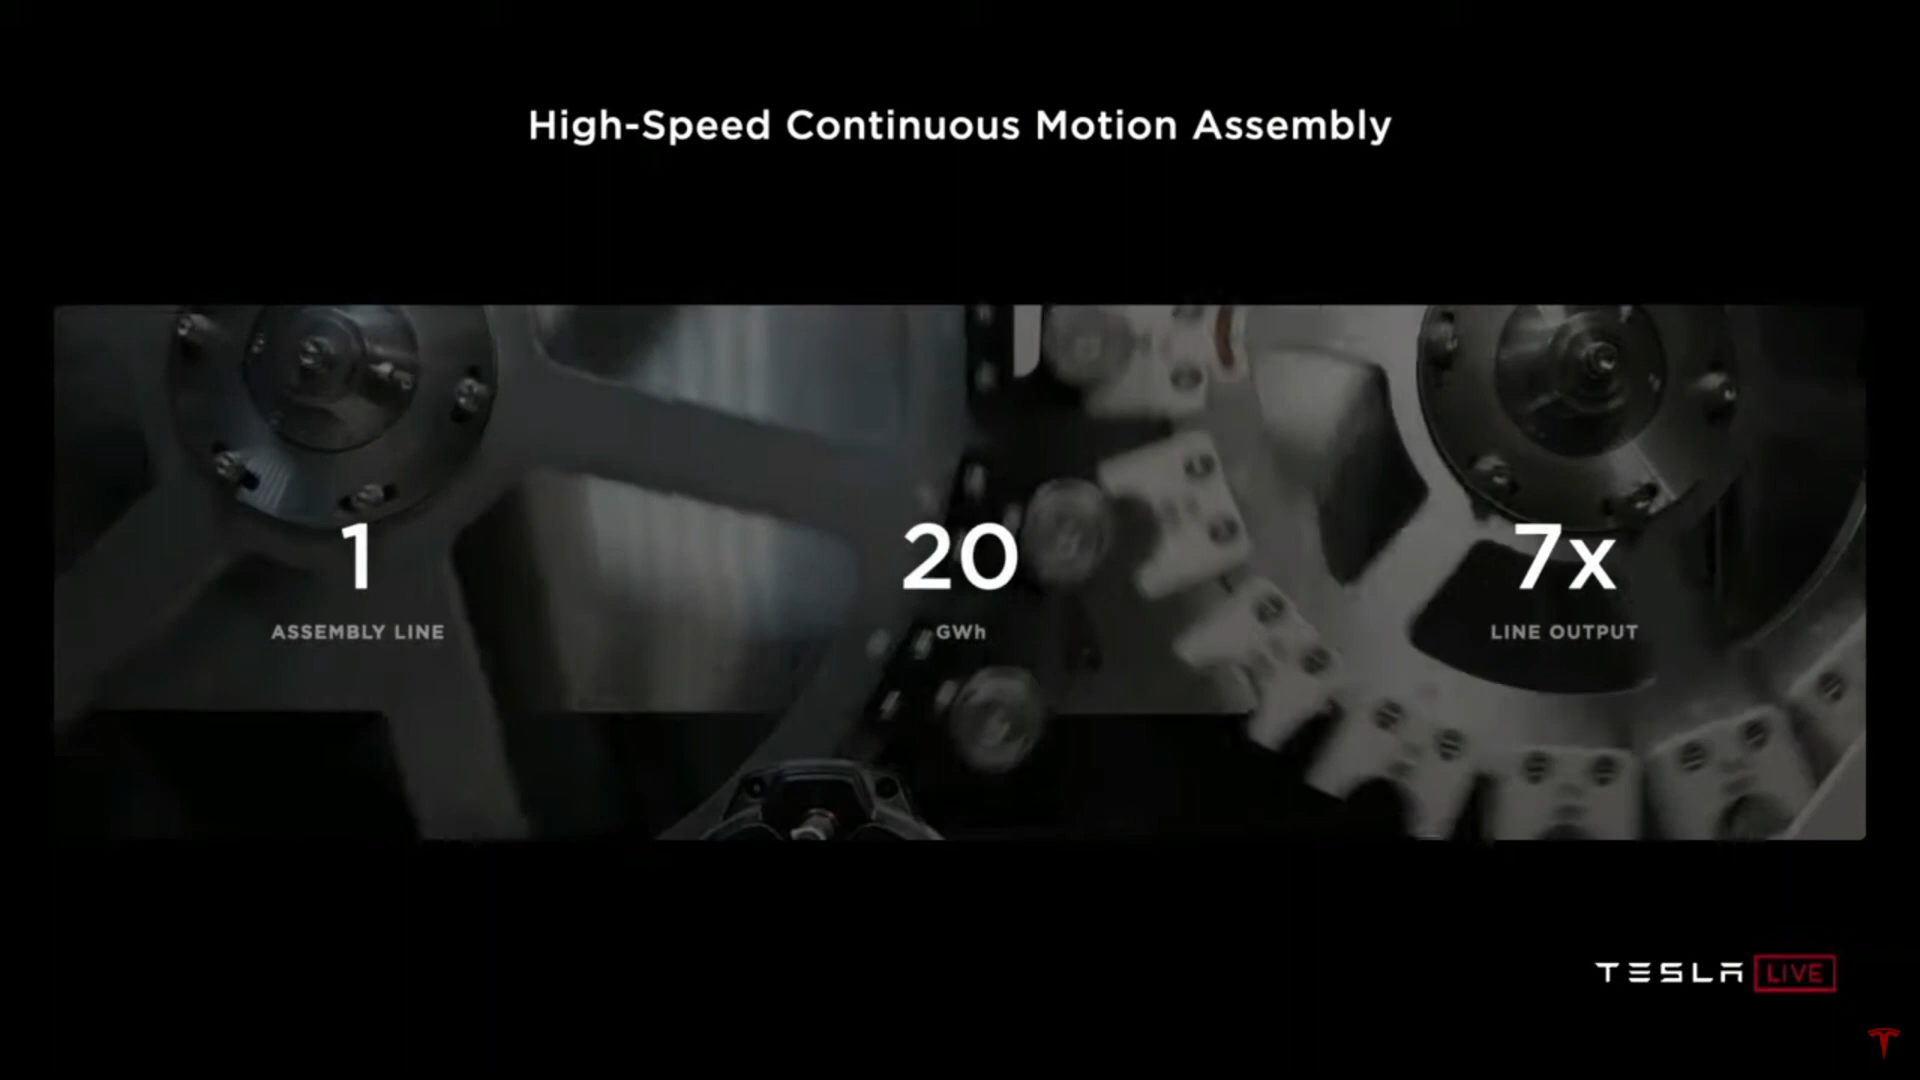 High-Speed Continuous Motion Assembly
1
ASSEMBLY LINE
20
GWh
7x
LINE OUTPUT
TESLA LIVE